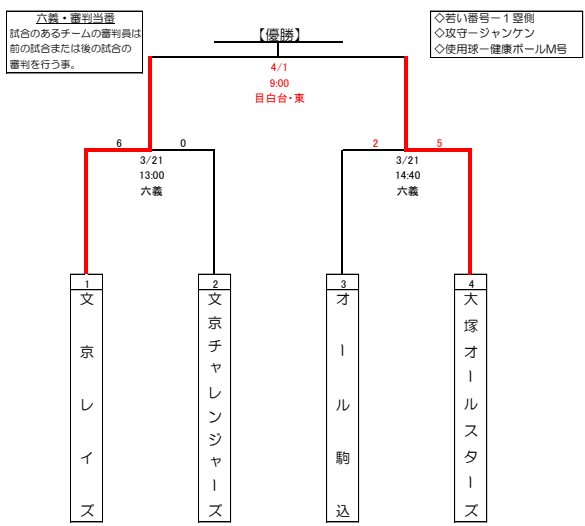 六義・審判当番
試合のあるチームの審判員は
前の試合または後の試合の
審判を行う事。
【優勝】
◇若い番号－1塁側
◇攻守－ジャンケン
◇使用球－健康ボールM号
4/1
9:00
目白台・東
6
0
3/21
13:00
六義
2
5
3/21
14:40
六義
1
文京レイズ
2
文京チャレンジャーズ
3
オール駒込
4
大塚オールスターズ